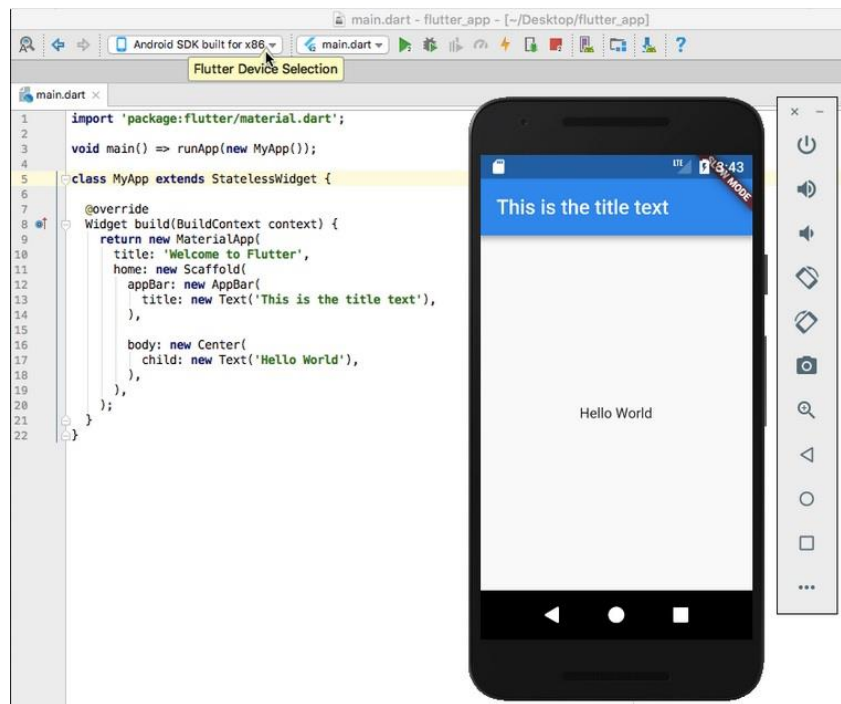 main.dart - flutter_app - [~/Desktop/flutter_app]
Android SDK built for x86
main.dart
?
Flutter Device Selection
main.dart
1 import 'package:flutter/material.dart';
2
3 void main() => runApp(new MyApp());
4
5 class MyApp extends StatelessWidget {
6
7 @override
8 Widget build(BuildContext context) {
9 return new MaterialApp(
10 title: 'Welcome to Flutter',
11 home: new Scaffold(
12 appBar: new AppBar(
13 title: new Text('This is the title text'),
14 ),
15
16 body: new Center(
17 child: new Text('Hello World'),
18 ),
19 ),
20 );
21 }
22 }
LTE
8:43
SLOW MODE
This is the title text
Hello World